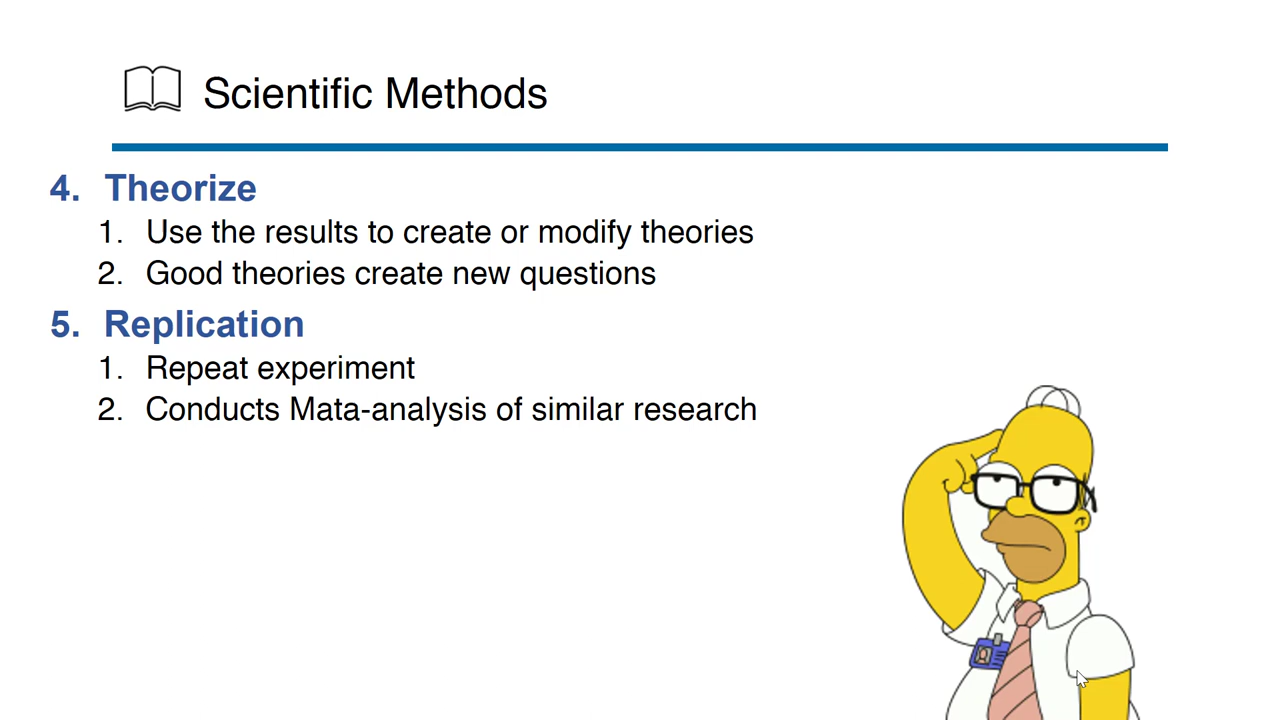 Scientific Methods
4. Theorize
1. Use the results to create or modify theories
2. Good theories create new questions
5. Replication
1. Repeat experiment
2. Conducts Mata-analysis of similar research